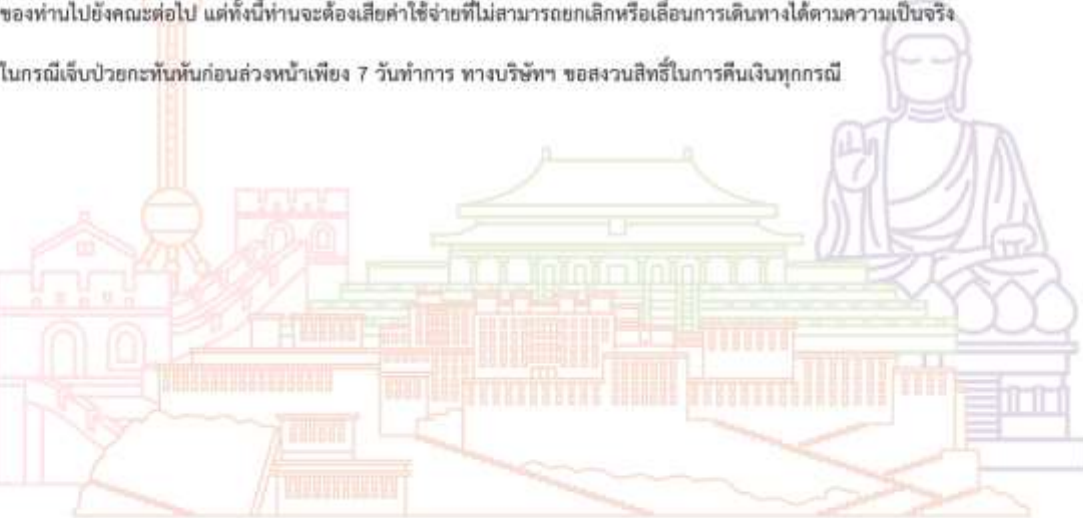 ของท่านไปยังคณะต่อไป แต่ทั้งนี้ท่านจะต้องเสียค่าใช้จ่ายที่ไม่สามารถยกเลิกหรือเลื่อนการเดินทางได้ตามความเป็นจริง
ในกรณีเจ็บป่วยกะทันหันก่อนล่วงหน้าเพียง 7 วันทำการ ทางบริษัทฯ ขอสงวนสิทธิ์ในการคืนเงินทุกกรณี